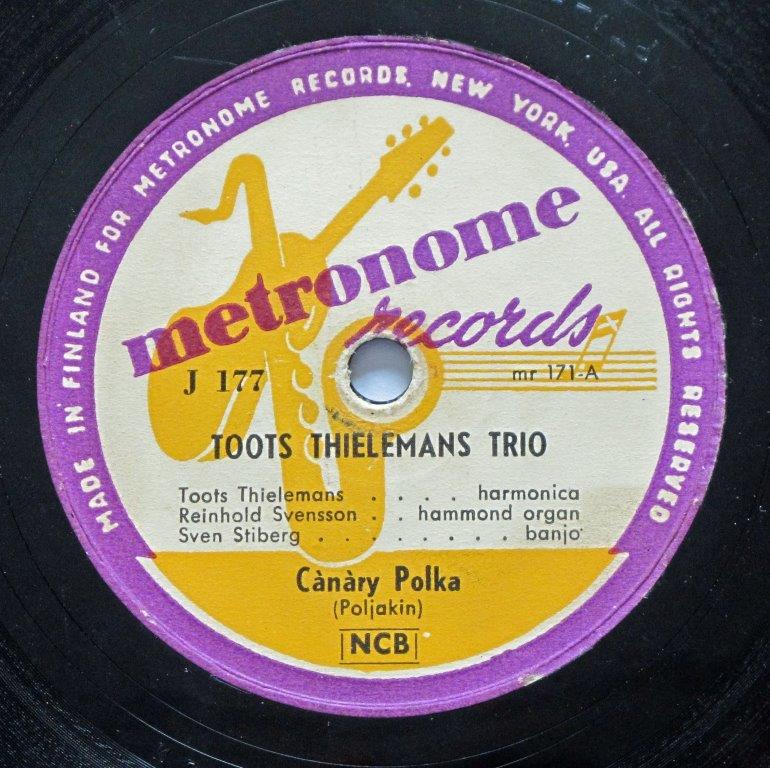 MADE IN FINLAND FOR METRONOME RECORDS, NEW YORK, USA. ALL RIGHTS RESERVED
metronome
records
J 177
mr 171-A
TOOTS THIELEMANS TRIO
Toots Thielemans . . . . harmonica
Reinhold Svensson . . hammond organ
Sven Stiberg . . . . . . . . banjo
Cànàry Polka
(Poljakin)
NCB